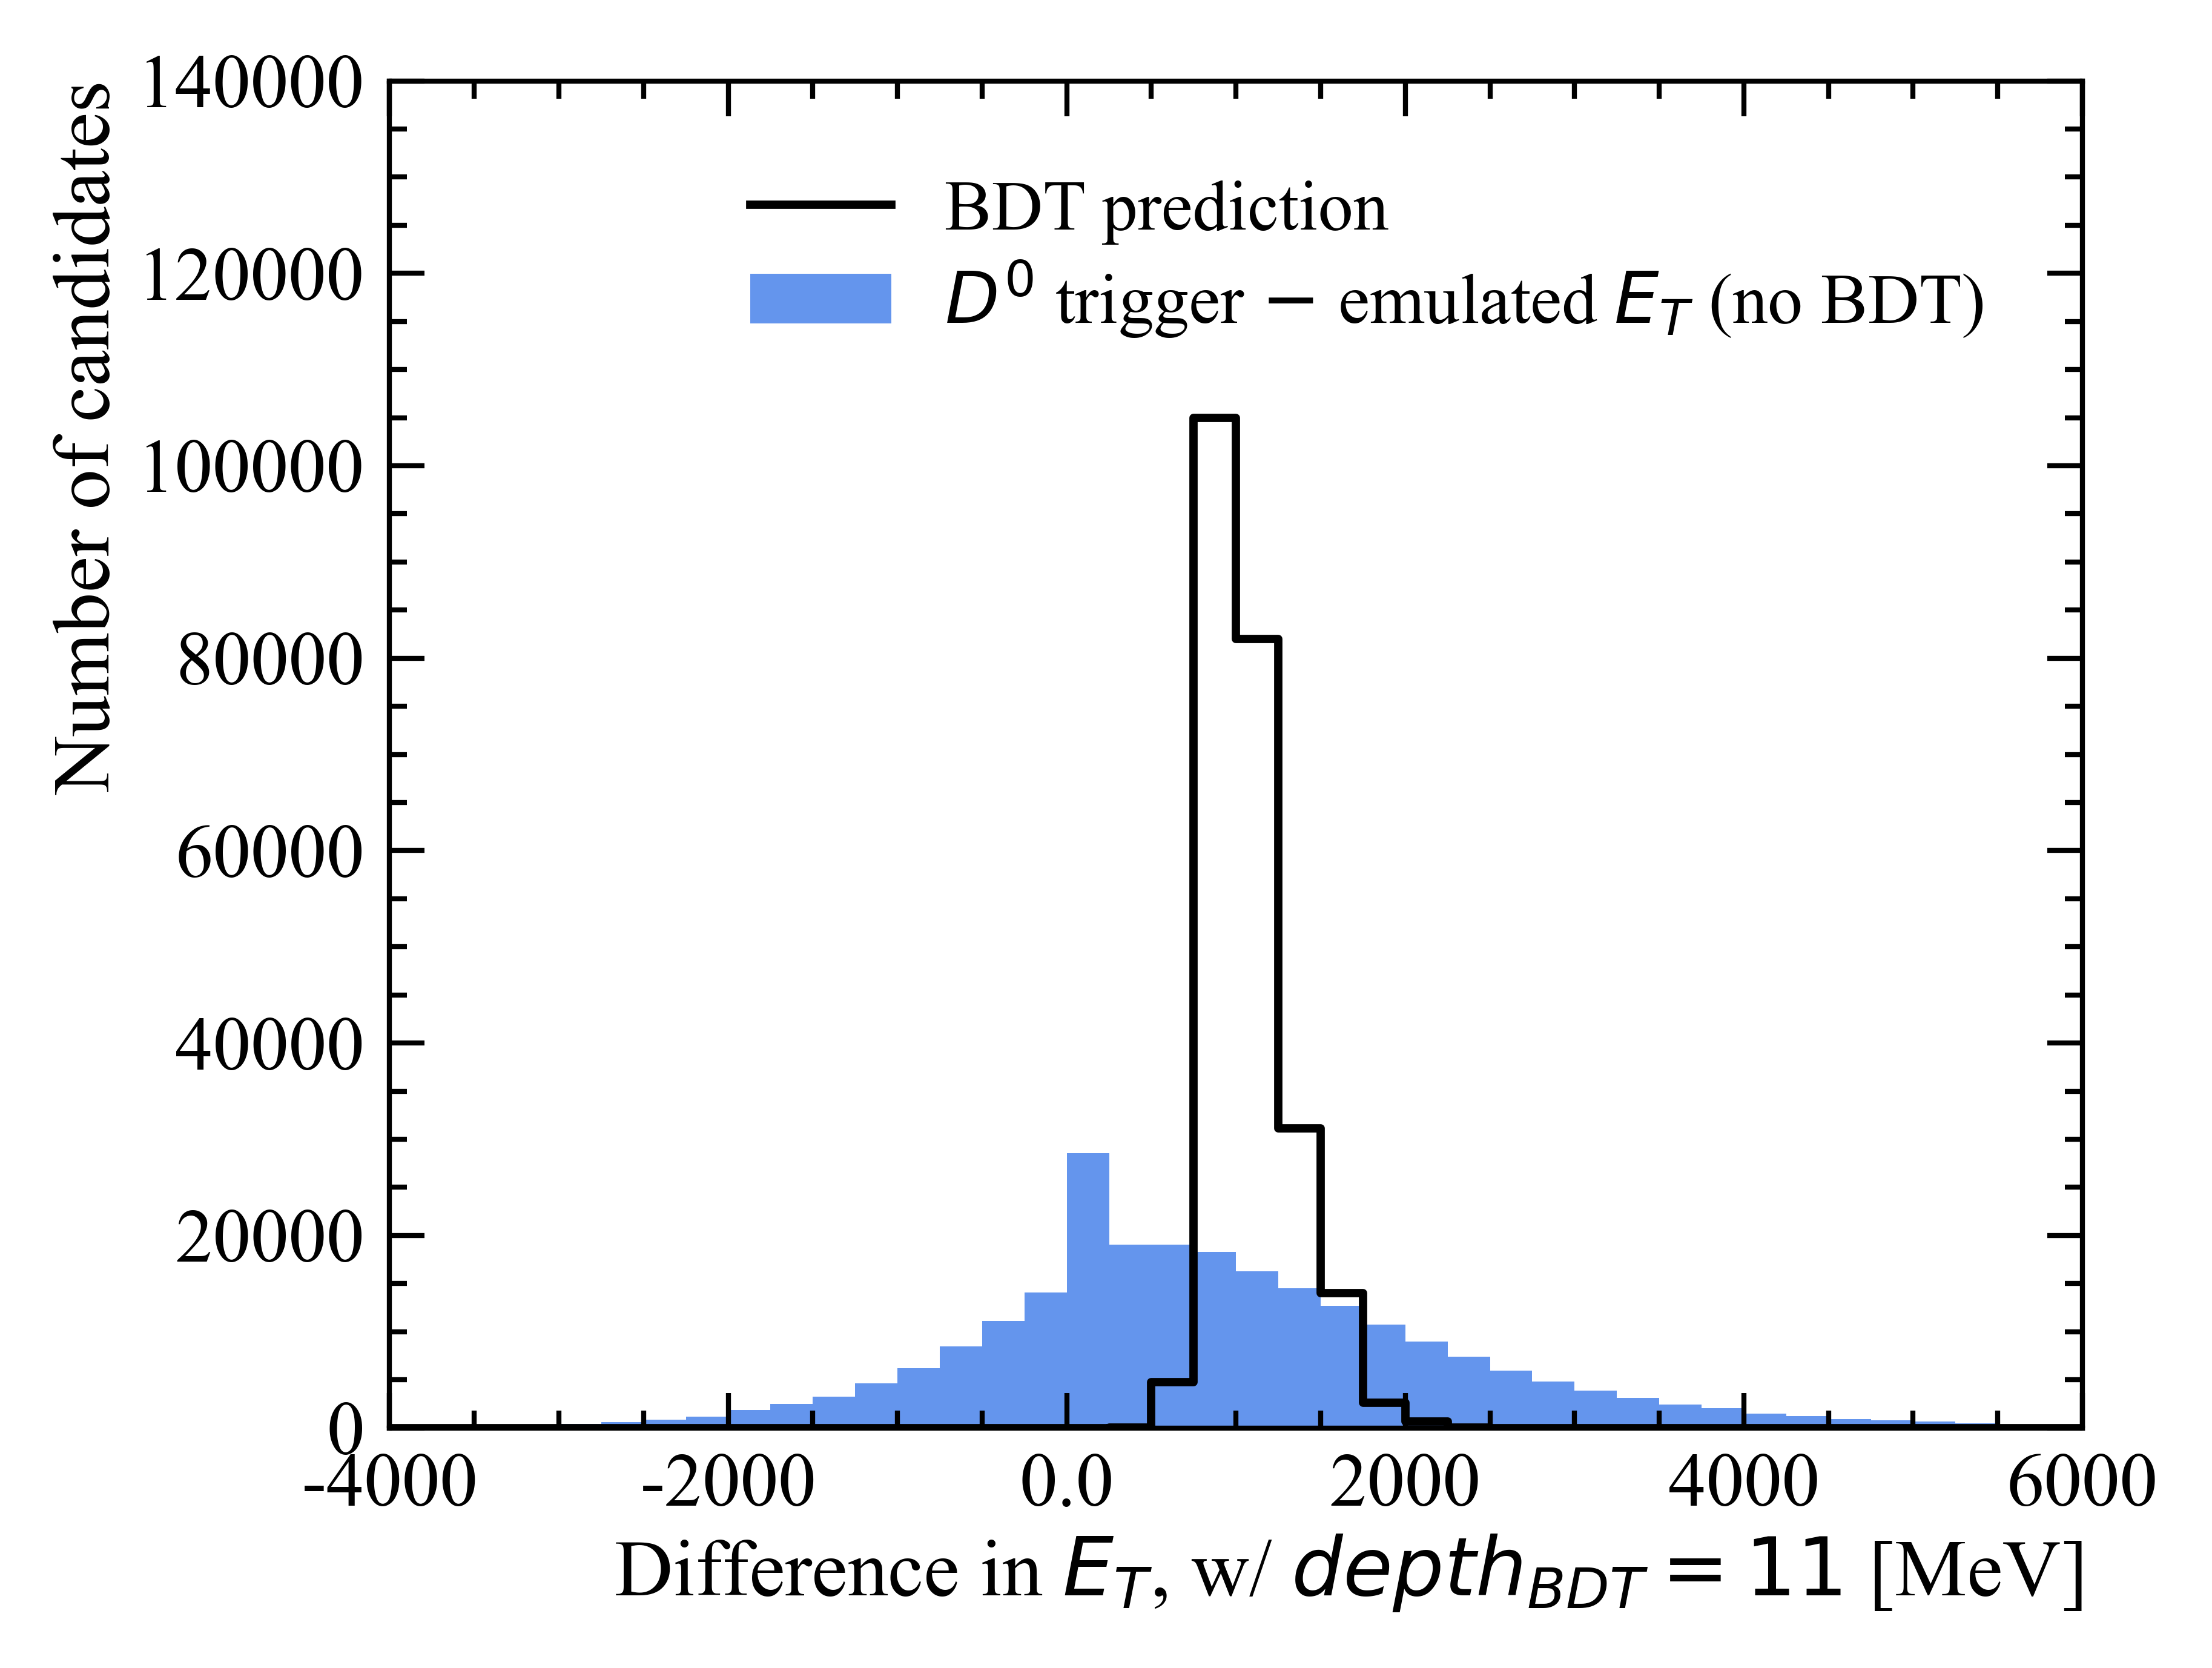 Number of candidates
140000
120000
100000
80000
60000
40000
20000
0
BDT prediction
D⁰ trigger − emulated E_T (no BDT)
-4000 -2000 0.0 2000 4000 6000
Difference in E_T, w/ depth_BDT = 11 [MeV]